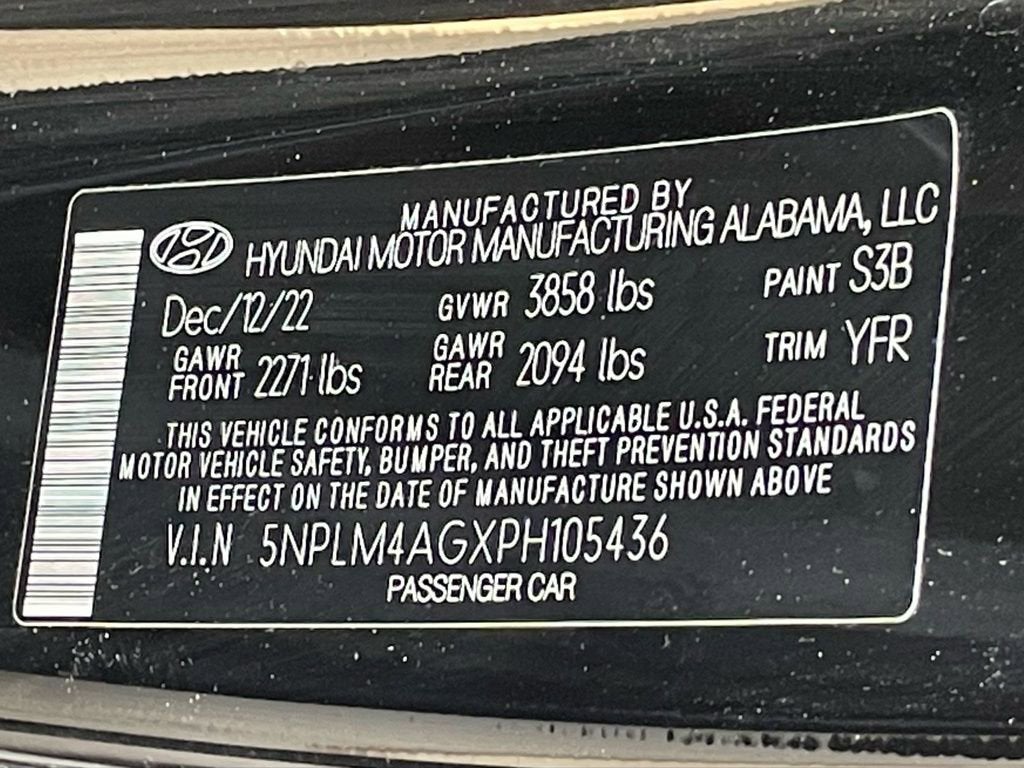 MANUFACTURED BY
HYUNDAI MOTOR MANUFACTURING ALABAMA, LLC
Dec/12/22 GVWR 3858 lbs PAINT S3B
GAWR FRONT 2271 lbs GAWR REAR 2094 lbs TRIM YFR
THIS VEHICLE CONFORMS TO ALL APPLICABLE U.S.A. FEDERAL
MOTOR VEHICLE SAFETY, BUMPER, AND THEFT PREVENTION STANDARDS
IN EFFECT ON THE DATE OF MANUFACTURE SHOWN ABOVE
V.I.N 5NPLM4AGXPH105436
PASSENGER CAR